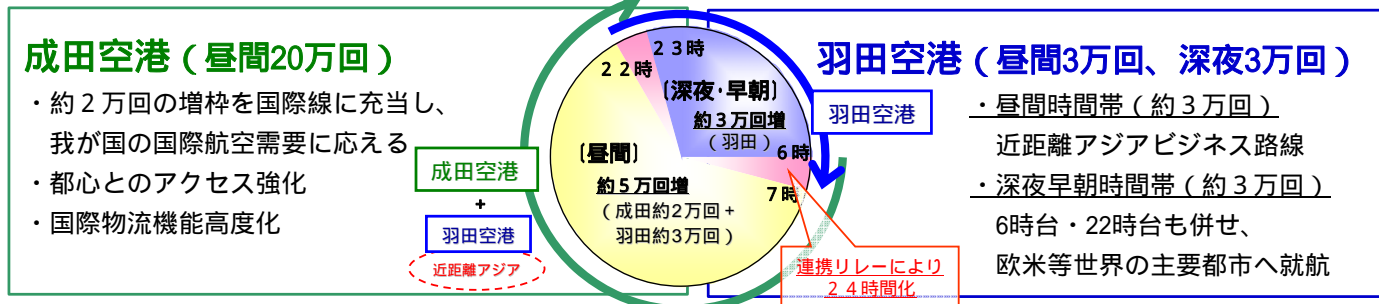 成田空港(昼間20万回)
・約2万回の増枠を国際線に充当し、
我が国の国際航空需要に応える
・都心とのアクセス強化
・国際物流機能高度化
成田空港
+
羽田空港
近距離アジア
23時
22時
〔深夜・早朝〕
約3万回増
(羽田)
6時
7時
〔昼間〕
約5万回増
(成田約2万回+
羽田約3万回)
連携リレーにより
24時間化
羽田空港
羽田空港(昼間3万回、深夜3万回)
・昼間時間帯(約3万回)
近距離アジアビジネス路線
・深夜早朝時間帯(約3万回)
6時台・22時台も併せ、
欧米等世界の主要都市へ就航